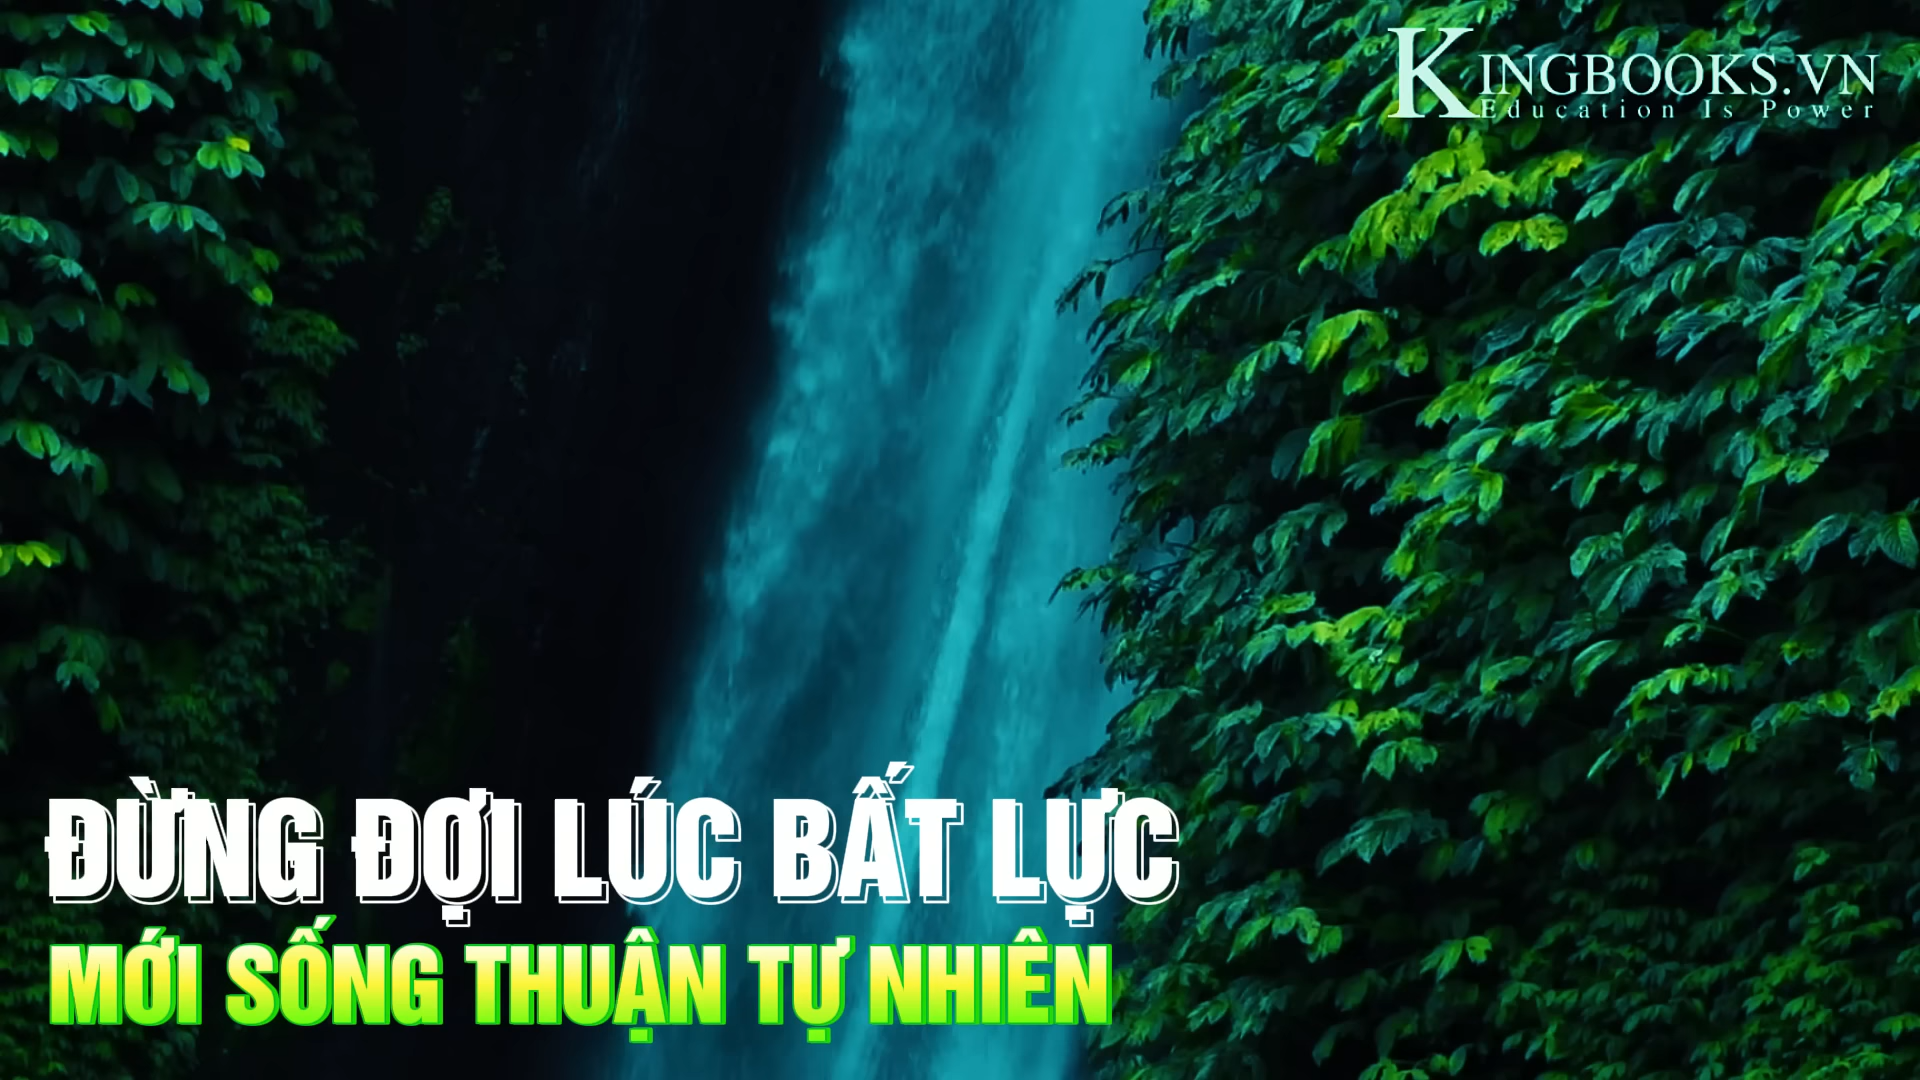 KINGBOOKS.VN
Education Is Power
ĐỪNG ĐỢI LÚC BẤT LỰC
MỚI SỐNG THUẬN TỰ NHIÊN